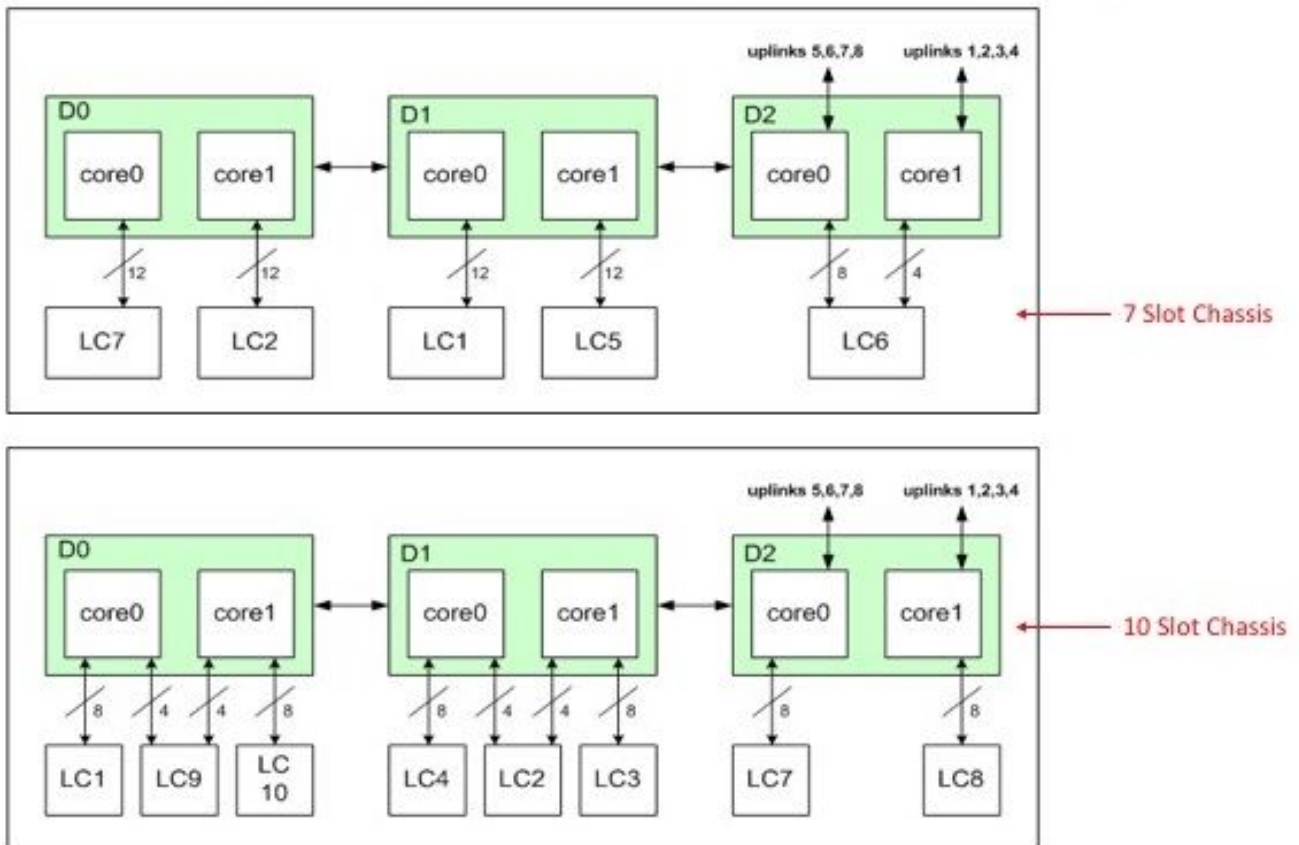 uplinks 5,6,7,8 uplinks 1,2,3,4
D0 D1 D2
core0 core1 core0 core1 core0 core1
12 12 12 12 8 4
LC7 LC2 LC1 LC5 LC6
7 Slot Chassis
uplinks 5,6,7,8 uplinks 1,2,3,4
D0 D1 D2
core0 core1 core0 core1 core0 core1
10 Slot Chassis
8 4 4 8 8 4 4 8 8 8
LC1 LC9 LC 10 LC4 LC2 LC3 LC7 LC8